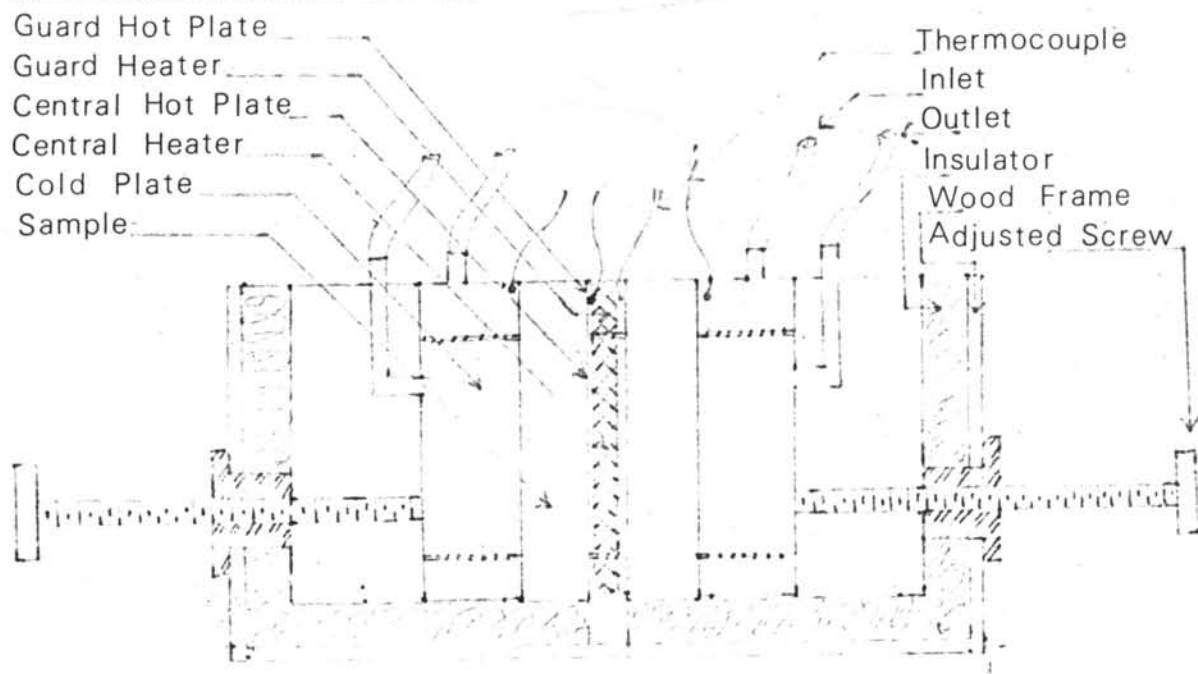 Guard Hot Plate
Guard Heater
Central Hot Plate
Central Heater
Cold Plate
Sample
Thermocouple
Inlet
Outlet
Insulator
Wood Frame
Adjusted Screw